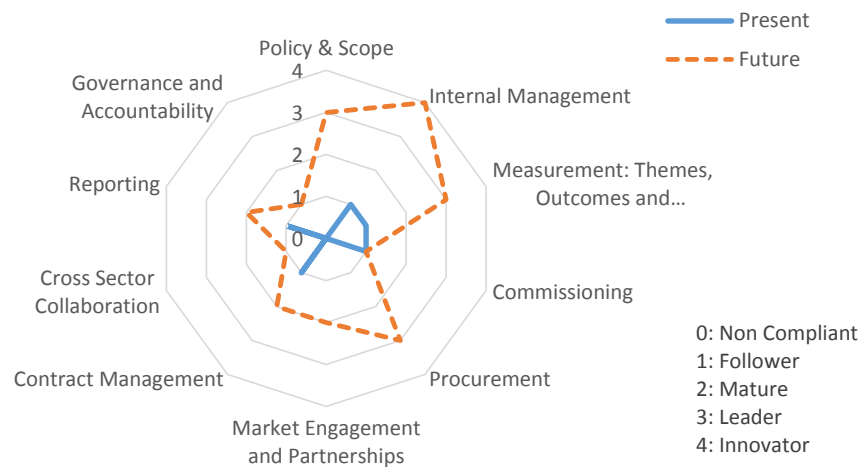 Present
Future
Policy & Scope
Internal Management
Measurement: Themes,
Outcomes and...
Commissioning
Procurement
Market Engagement
and Partnerships
Contract Management
Cross Sector
Collaboration
Reporting
Governance and
Accountability
4
3
2
1
0
0: Non Compliant
1: Follower
2: Mature
3: Leader
4: Innovator